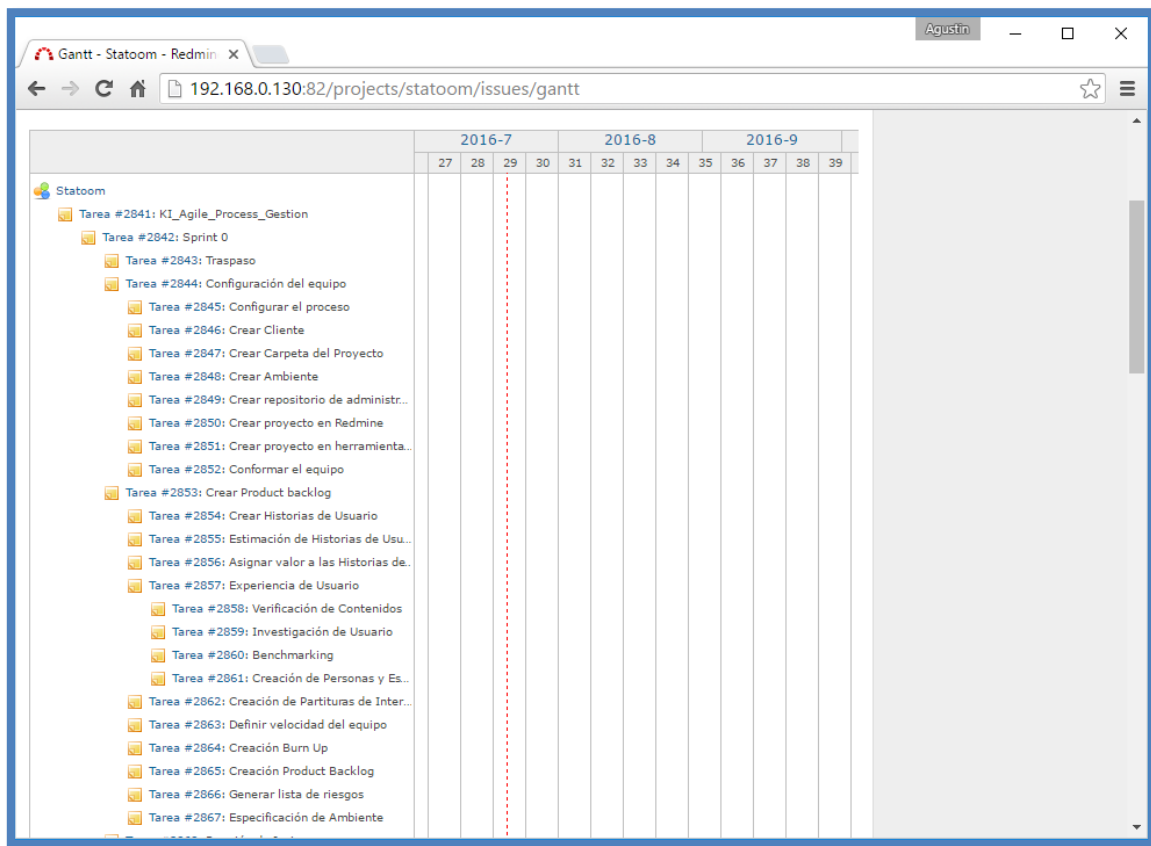 Agustin
Gantt - Statoom - Redmin
192.168.0.130:82/projects/statoom/issues/gantt
2016-7 2016-8 2016-9
27 28 29 30 31 32 33 34 35 36 37 38 39
Statoom
Tarea #2841: KI_Agile_Process_Gestion
Tarea #2842: Sprint 0
Tarea #2843: Traspaso
Tarea #2844: Configuración del equipo
Tarea #2845: Configurar el proceso
Tarea #2846: Crear Cliente
Tarea #2847: Crear Carpeta del Proyecto
Tarea #2848: Crear Ambiente
Tarea #2849: Crear repositorio de administr...
Tarea #2850: Crear proyecto en Redmine
Tarea #2851: Crear proyecto en herramienta...
Tarea #2852: Conformar el equipo
Tarea #2853: Crear Product backlog
Tarea #2854: Crear Historias de Usuario
Tarea #2855: Estimación de Historias de Usu...
Tarea #2856: Asignar valor a las Historias de..
Tarea #2857: Experiencia de Usuario
Tarea #2858: Verificación de Contenidos
Tarea #2859: Investigación de Usuario
Tarea #2860: Benchmarking
Tarea #2861: Creación de Personas y Es...
Tarea #2862: Creación de Partituras de Inter...
Tarea #2863: Definir velocidad del equipo
Tarea #2864: Creación Burn Up
Tarea #2865: Creación Product Backlog
Tarea #2866: Generar lista de riesgos
Tarea #2867: Especificación de Ambiente